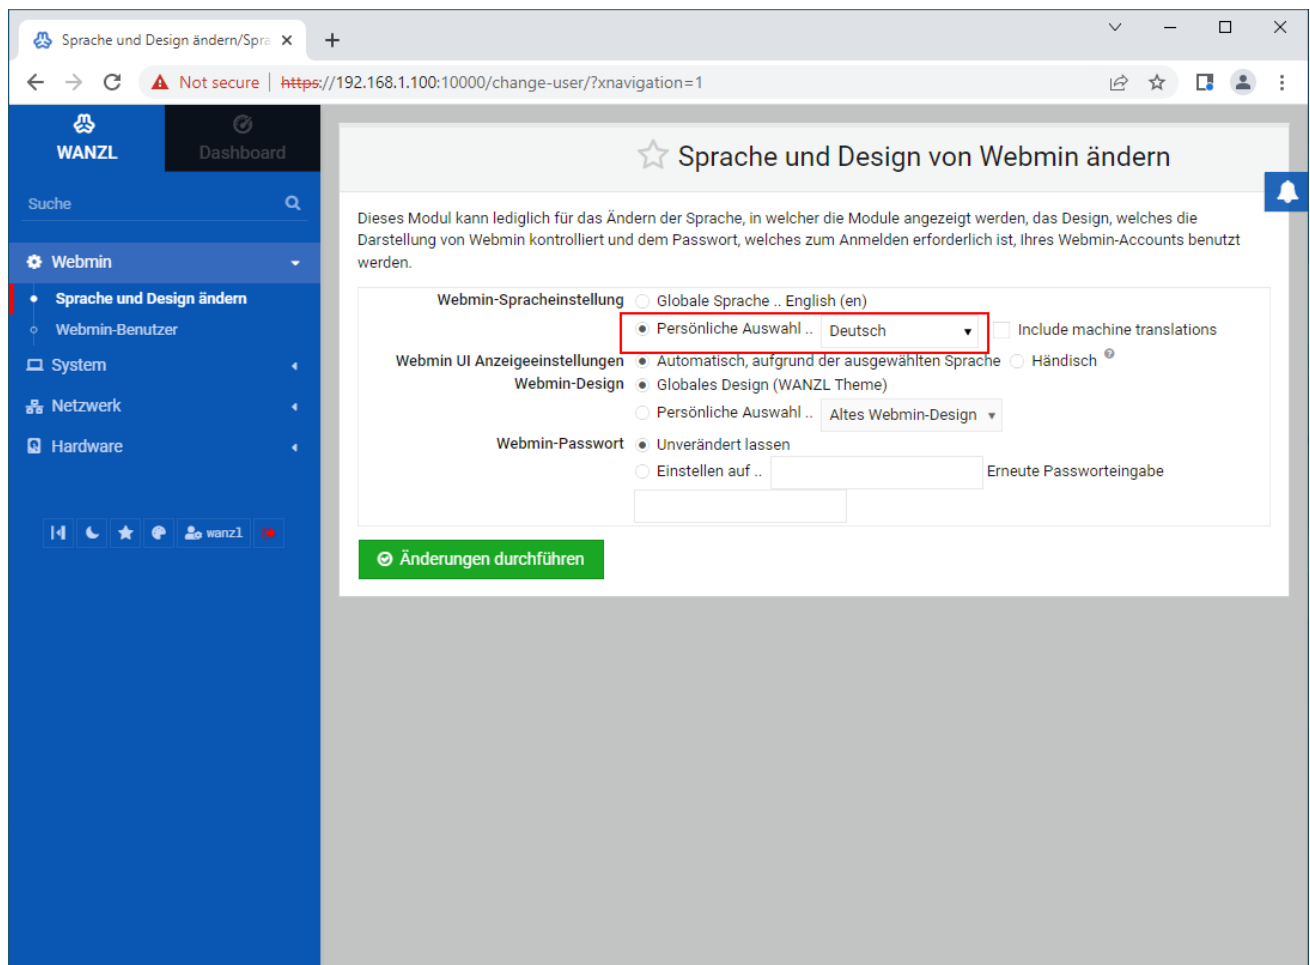 Sprache und Design ändern/Spra
Not secure | https://192.168.1.100:10000/change-user/?xnavigation=1
WANZL
Dashboard
Suche
Webmin
Sprache und Design ändern
Webmin-Benutzer
System
Netzwerk
Hardware
wanzl
Sprache und Design von Webmin ändern
Dieses Modul kann lediglich für das Ändern der Sprache, in welcher die Module angezeigt werden, das Design, welches die
Darstellung von Webmin kontrolliert und dem Passwort, welches zum Anmelden erforderlich ist, Ihres Webmin-Accounts benutzt
werden.
Webmin-Spracheinstellung Globale Sprache .. English (en)
Persönliche Auswahl .. Deutsch Include machine translations
Webmin UI Anzeigeeinstellungen Automatisch, aufgrund der ausgewählten Sprache Händisch
Webmin-Design Globales Design (WANZL Theme)
Persönliche Auswahl .. Altes Webmin-Design
Webmin-Passwort Unverändert lassen
Einstellen auf .. Erneute Passworteingabe
Änderungen durchführen